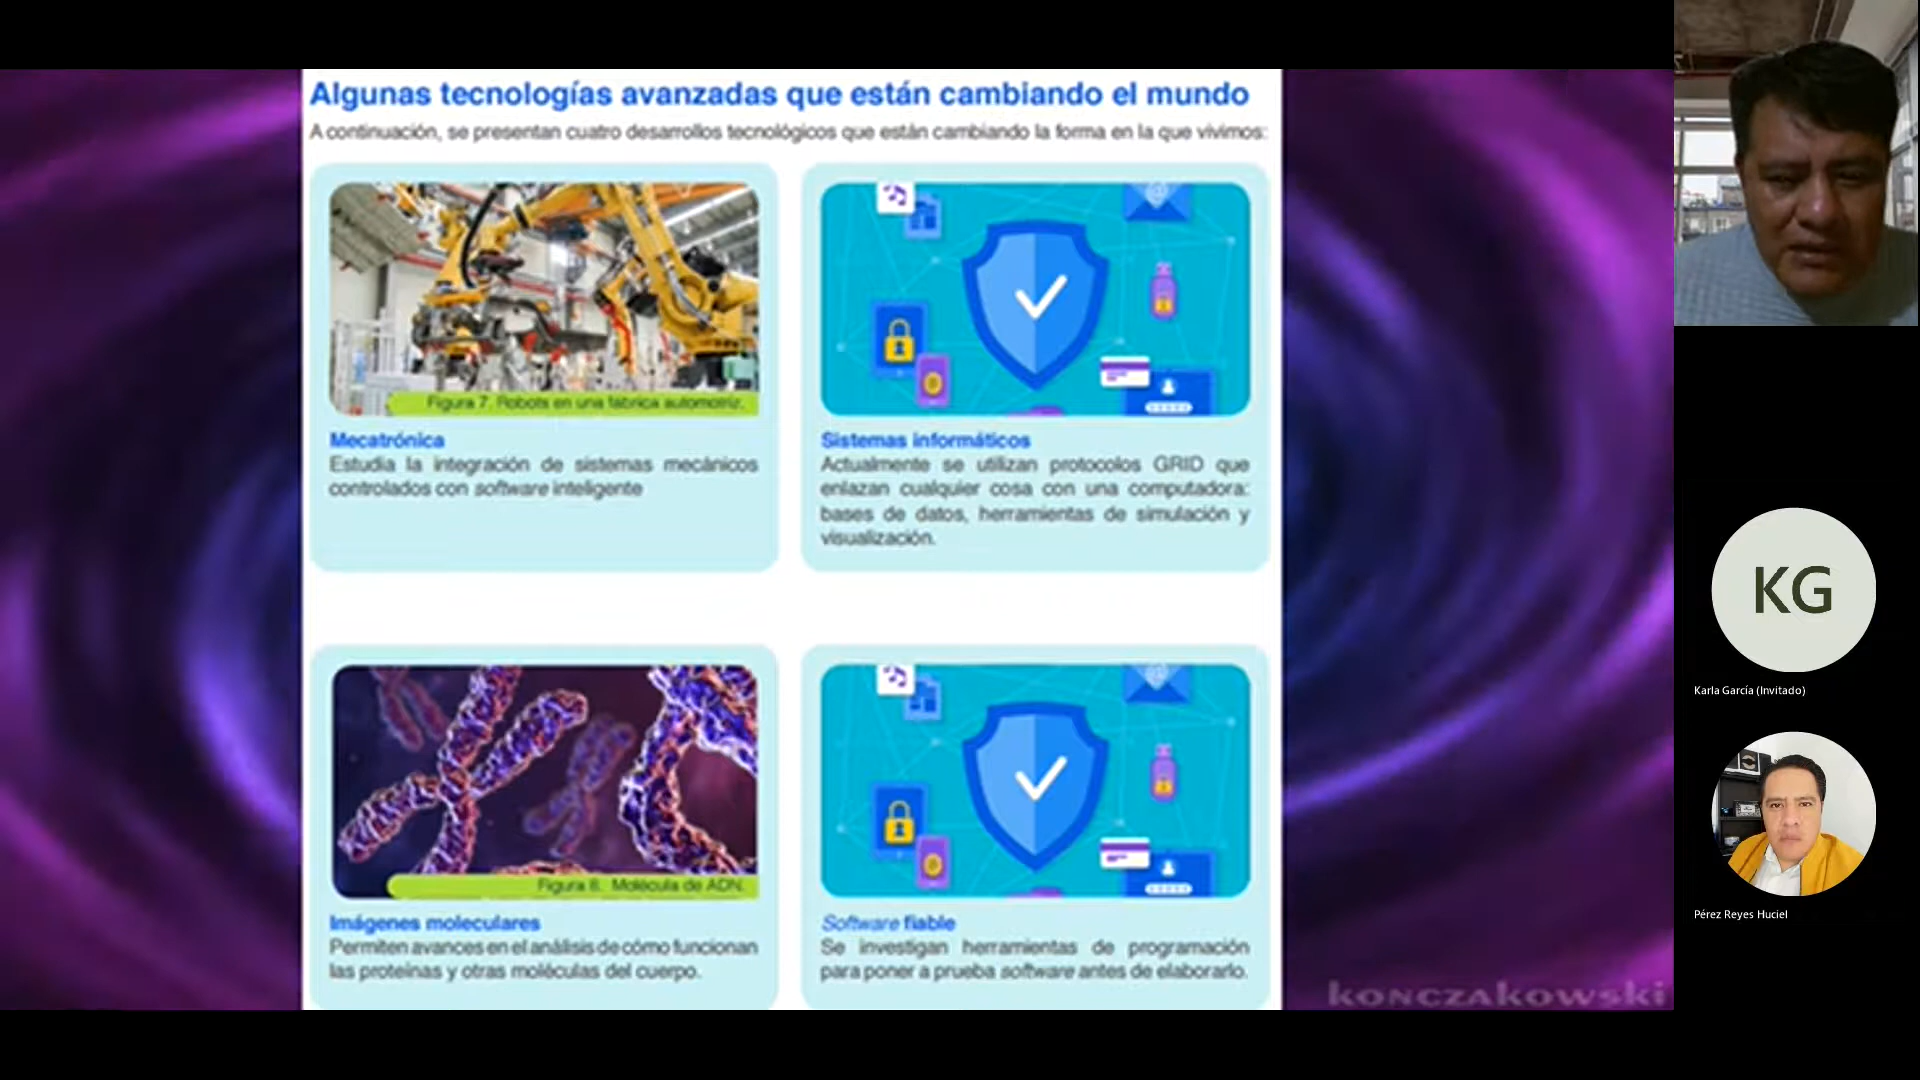 Algunas tecnologías avanzadas que están cambiando el mundo
A continuación, se presentan cuatro desarrollos tecnológicos que están cambiando la forma en la que vivimos:
Figura 7. Robots en una fábrica automotriz.
Mecatrónica
Estudia la integración de sistemas mecánicos
controlados con software inteligente
Sistemas informáticos
Actualmente se utilizan protocolos GRID que
enlazan cualquier cosa con una computadora:
bases de datos, herramientas de simulación y
visualización.
Figura 8. Molécula de ADN.
Imágenes moleculares
Permiten avances en el análisis de cómo funcionan
las proteínas y otras moléculas del cuerpo.
Software fiable
Se investigan herramientas de programación
para poner a prueba software antes de elaborarlo.
konczakowski
KG
Karla García (Invitado)
Pérez Reyes Huciel